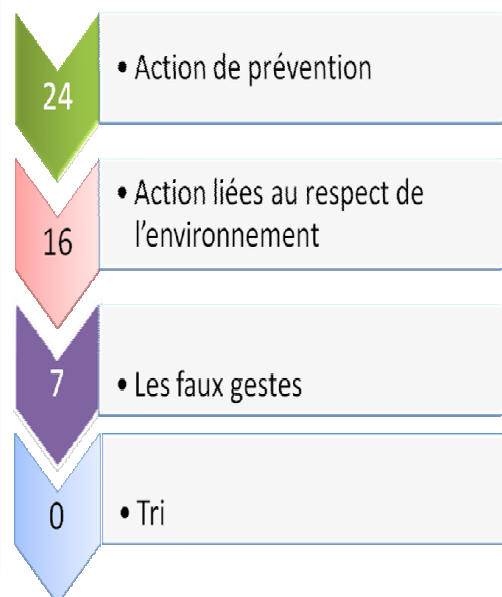 24
• Action de prévention
16
• Action liées au respect de
l'environnement
7
• Les faux gestes
0
• Tri